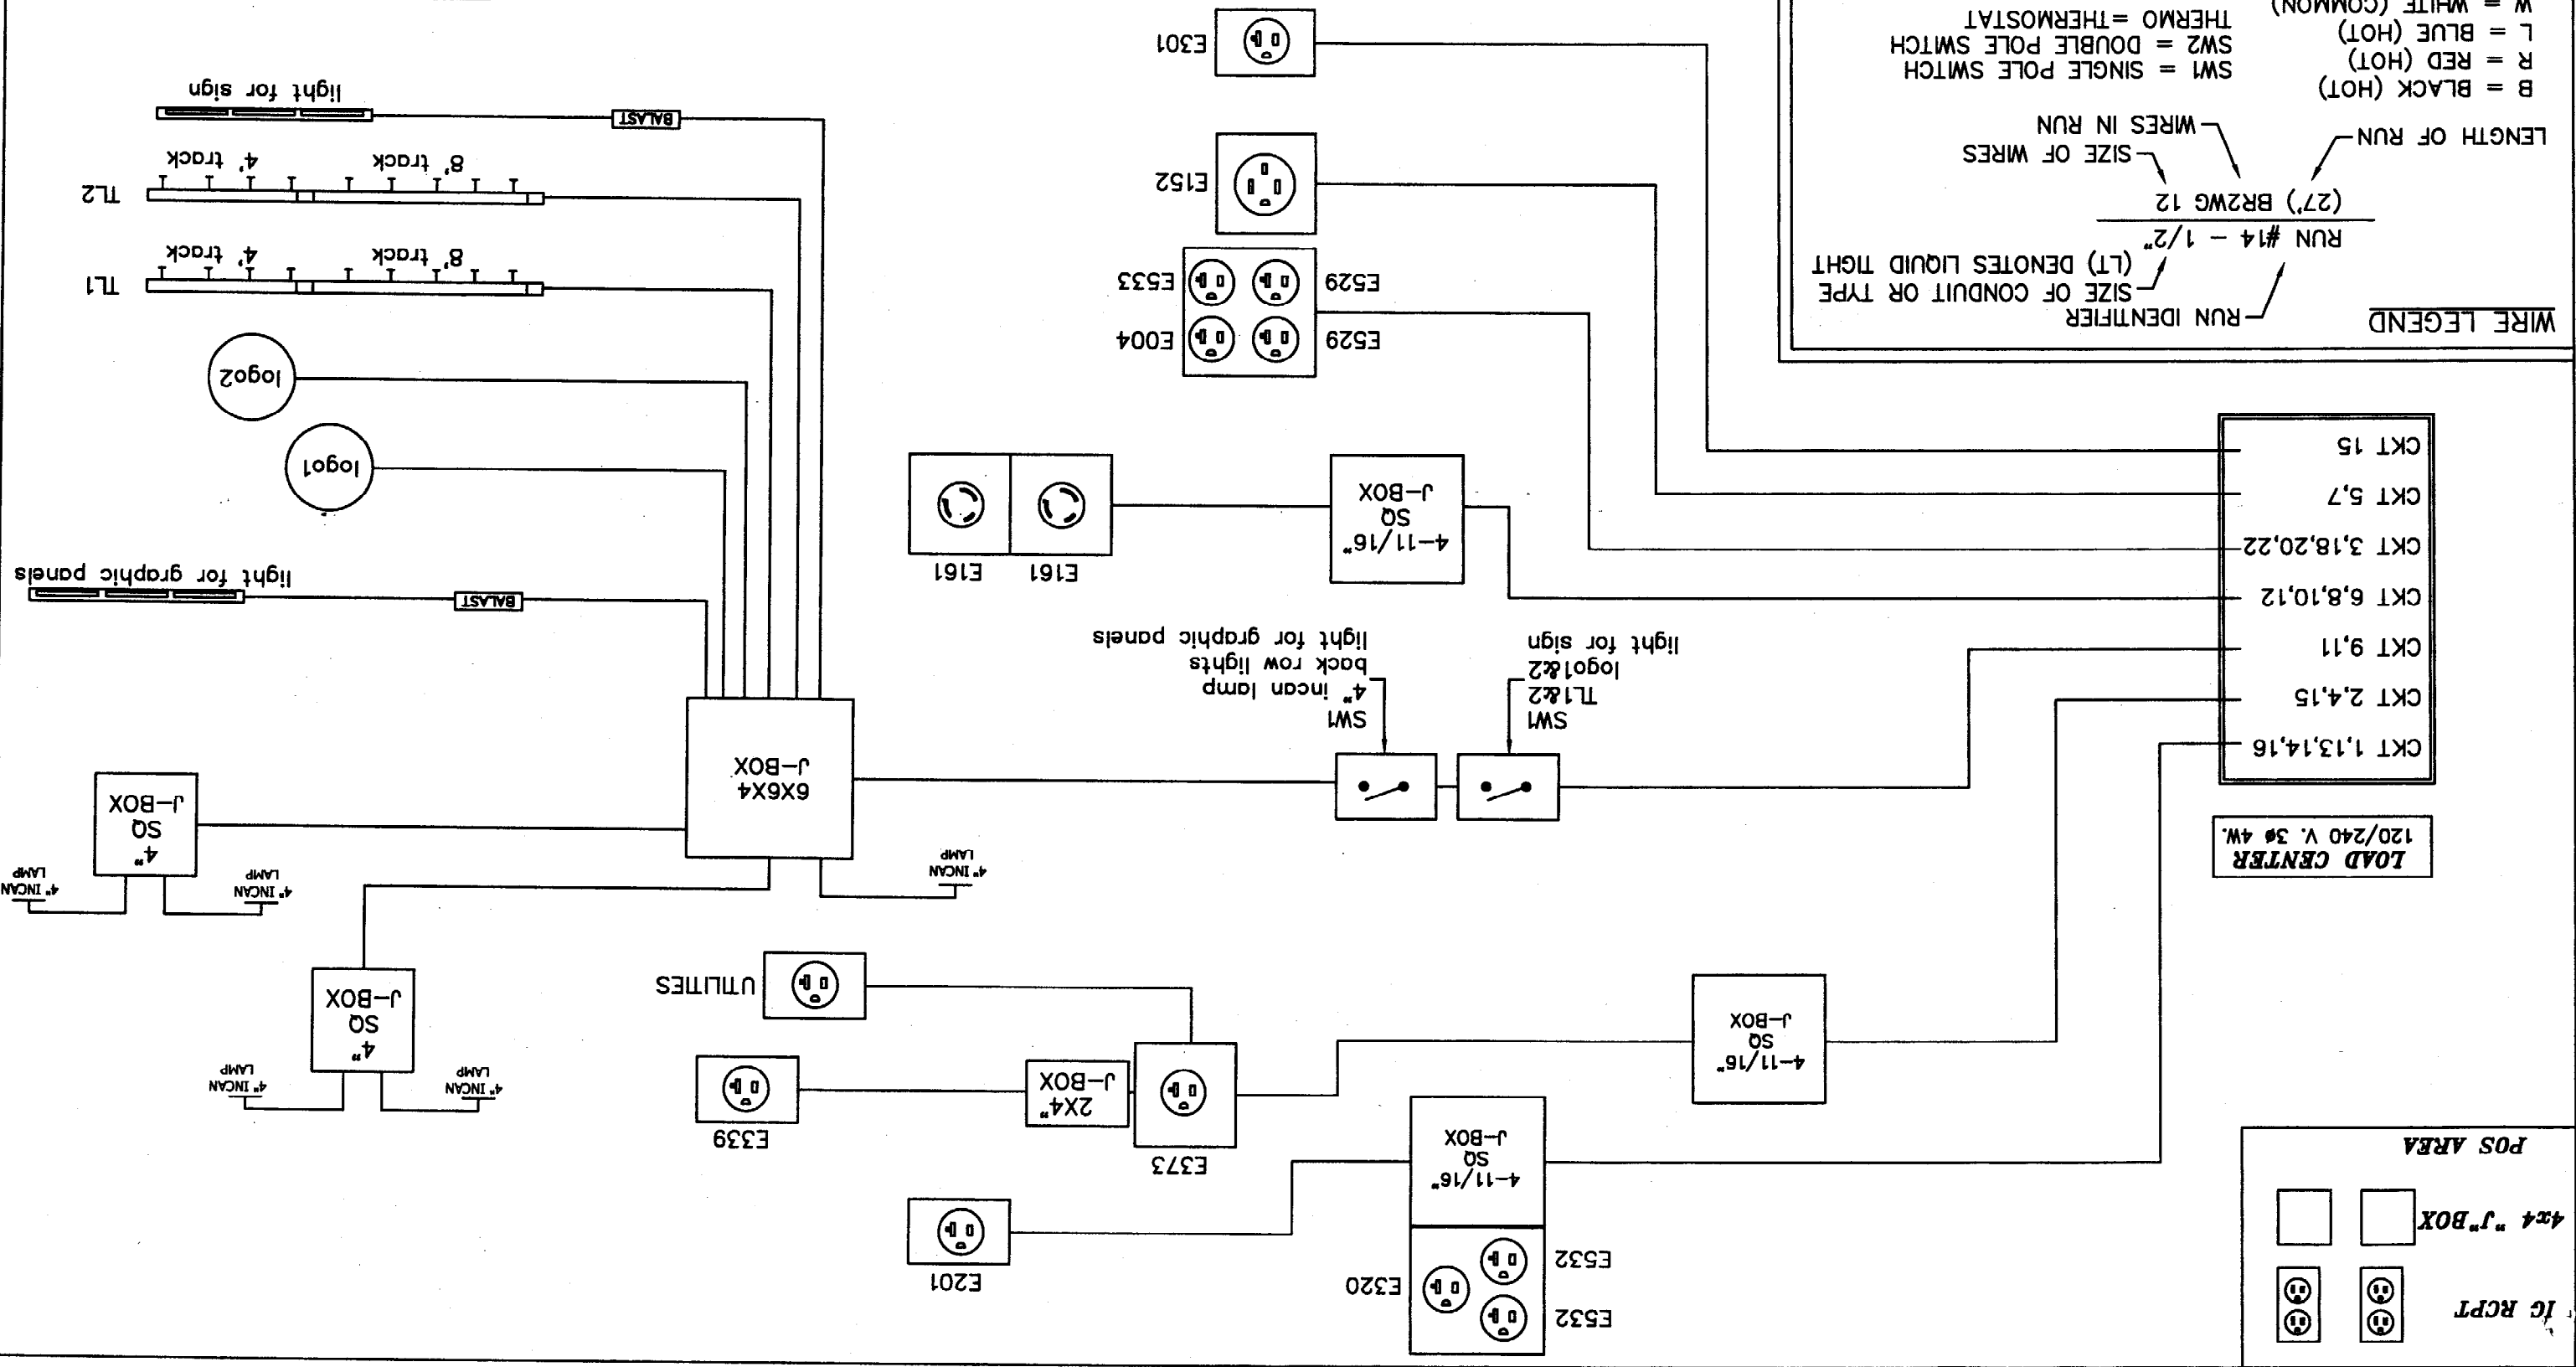 IG RCPT
4x4 "J" BOX
POS AREA
E532
E532
E320
4-11/16"
SQ
J-BOX
E201
E373
2X4"
J-BOX
E339
UTILITIES
4-11/16"
SQ
J-BOX
4" INCAN
LAMP
4" INCAN
LAMP
4"
SQ
J-BOX
4" INCAN
LAMP
4" INCAN
LAMP
4"
SQ
J-BOX
4" INCAN
LAMP
LOAD CENTER
120/240 V. 3ø 4W.
CKT 1,13,14,16
CKT 2,4,15
CKT 9,11
CKT 6,8,10,12
CKT 3,18,20,22
CKT 5,7
CKT 15
SW1
TL1&2
logo1&2
light for sign
SW1
4" incan lamp
back row lights
light for graphic panels
6X6X4
J-BOX
E161
E161
4-11/16"
SQ
J-BOX
BALAST
light for graphic panels
logo1
logo2
TL1
8' track
4' track
TL2
8' track
4' track
BALAST
light for sign
E529
E004
E529
E533
E152
E301
WIRE LEGEND
RUN IDENTIFIER
SIZE OF CONDUIT OR TYPE
(LT) DENOTES LIQUID TIGHT
RUN #14 - 1/2"
(27') BR2WG 12
SIZE OF WIRES
LENGTH OF RUN
WIRES IN RUN
B = BLACK (HOT)
R = RED (HOT)
L = BLUE (HOT)
W = WHITE (COMMON)
SW1 = SINGLE POLE SWITCH
SW2 = DOUBLE POLE SWITCH
THERMO =THERMOSTAT